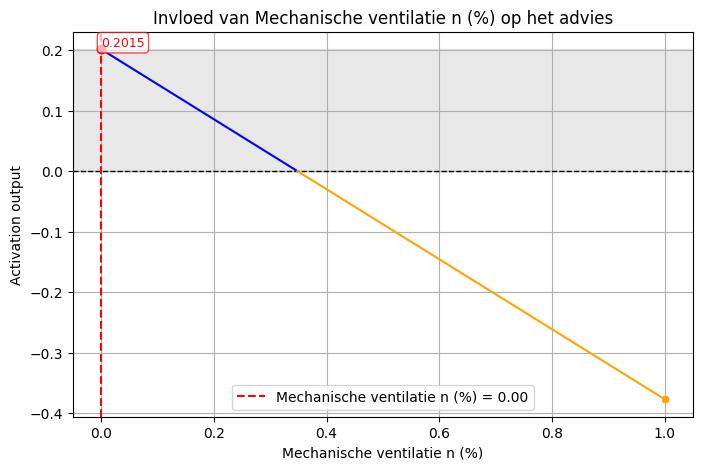 Invloed van Mechanische ventilatie n (%) op het advies
0.2015
0.2
0.1
0.0
−0.1
−0.2
−0.3
−0.4
Activation output
Mechanische ventilatie n (%) = 0.00
0.0 0.2 0.4 0.6 0.8 1.0
Mechanische ventilatie n (%)